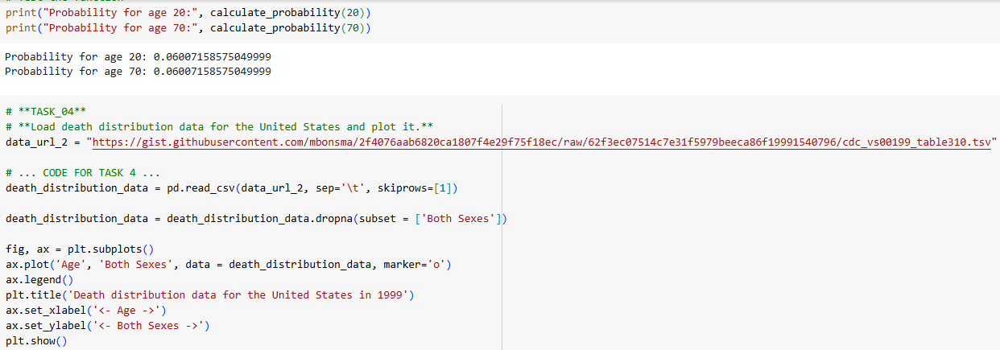 print("Probability for age 20:", calculate_probability(20))
print("Probability for age 70:", calculate_probability(70))
Probability for age 20: 0.06007158575049999
Probability for age 70: 0.06007158575049999
# **TASK_04**
# **Load death distribution data for the United States and plot it.**
data_url_2 = "https://gist.githubusercontent.com/mbonsma/2f4076aab6820ca1807f4e29f75f18ec/raw/62f3ec07514c7e31f5979beeca86f19991540796/cdc_vs00199_table310.tsv"
# ... CODE FOR TASK 4 ...
death_distribution_data = pd.read_csv(data_url_2, sep='\t', skiprows=[1])
death_distribution_data = death_distribution_data.dropna(subset = ['Both Sexes'])
fig, ax = plt.subplots()
ax.plot('Age', 'Both Sexes', data = death_distribution_data, marker='o')
ax.legend()
plt.title('Death distribution data for the United States in 1999')
ax.set_xlabel('<- Age ->')
ax.set_ylabel('<- Both Sexes ->')
plt.show()